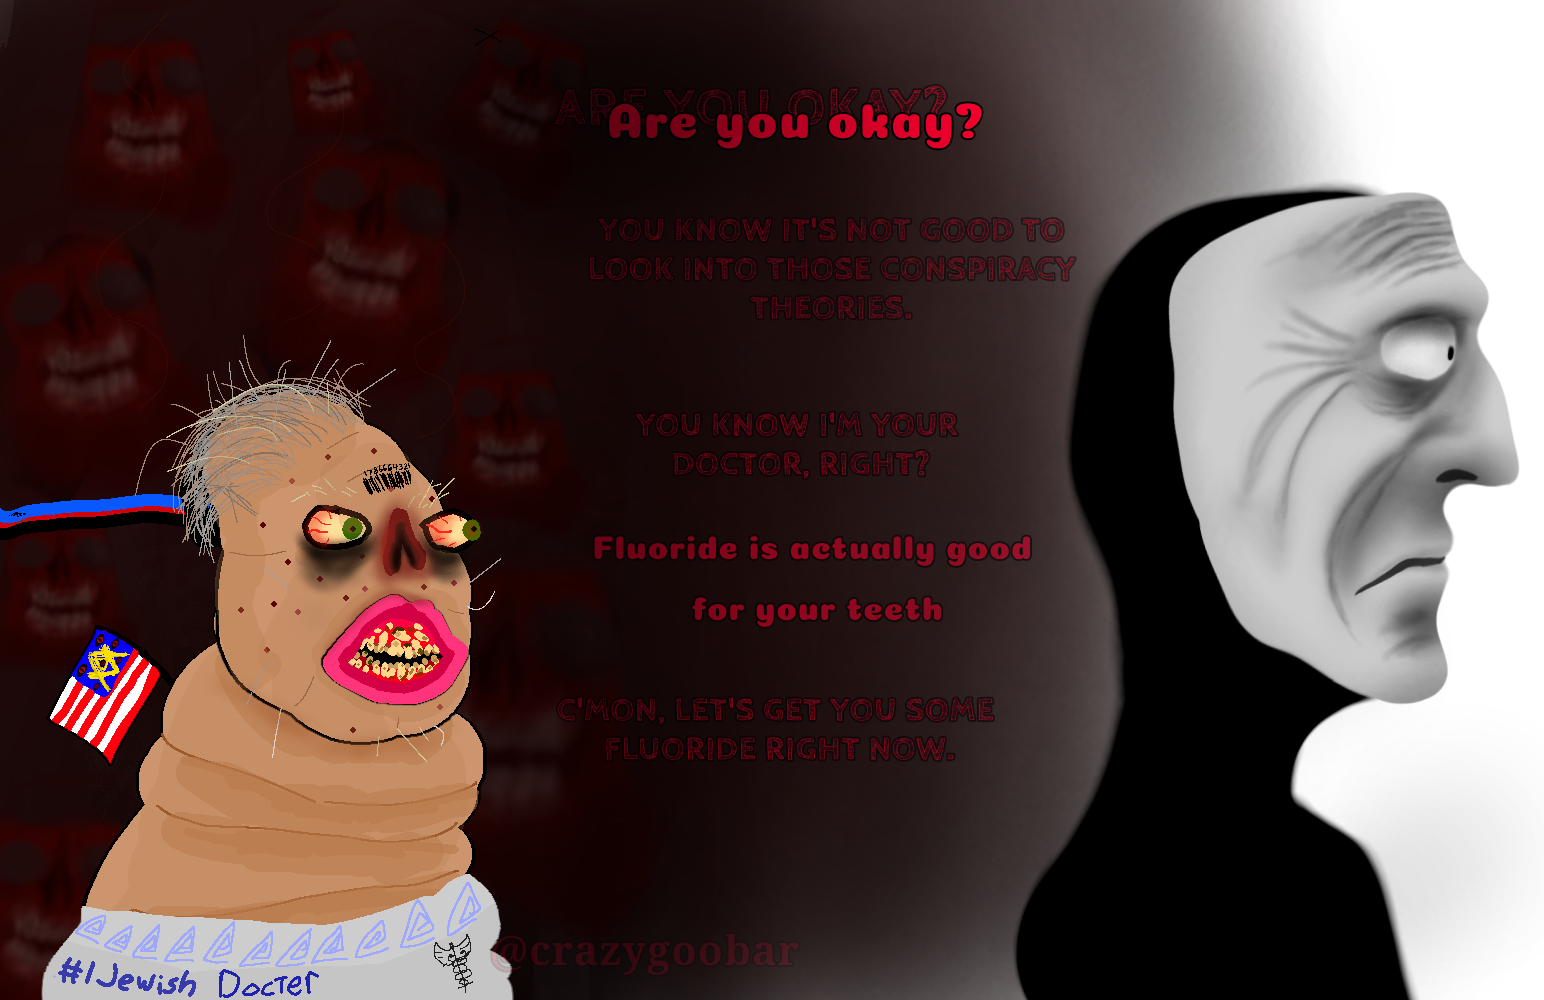 ARE YOU OKAY?
Are you okay?
YOU KNOW IT'S NOT GOOD TO
LOOK INTO THOSE CONSPIRACY
THEORIES.
YOU KNOW I'M YOUR
DOCTOR, RIGHT?
Fluoride is actually good
for your teeth
C'MON, LET'S GET YOU SOME
FLUORIDE RIGHT NOW.
@crazygoobar
#1 Jewish Docter